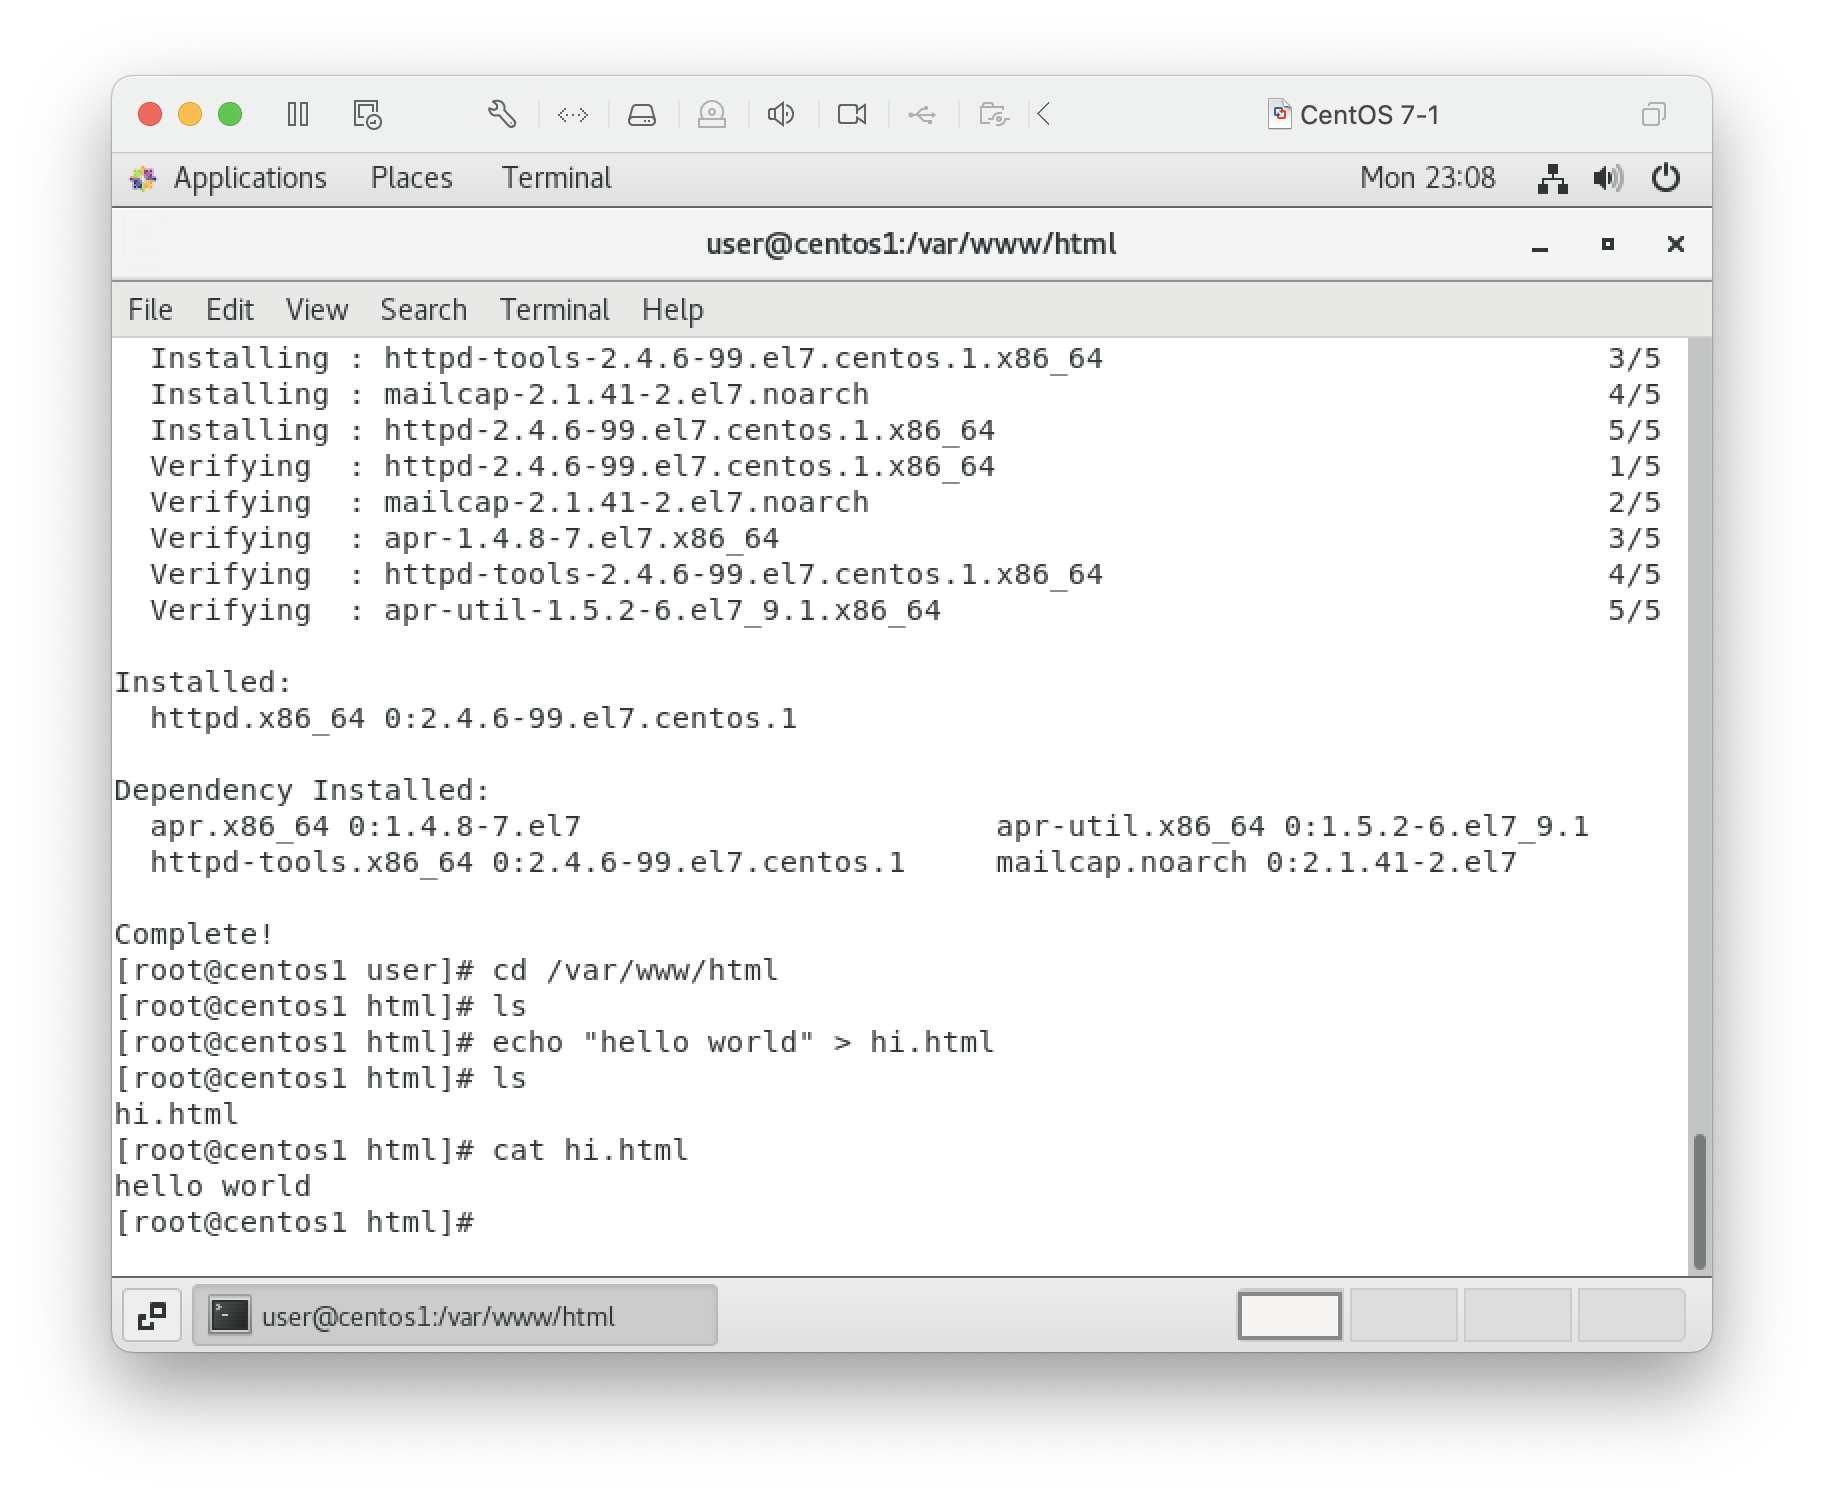 CentOS 7-1
Applications Places Terminal Mon 23:08
user@centos1:/var/www/html
File Edit View Search Terminal Help
  Installing : httpd-tools-2.4.6-99.el7.centos.1.x86_64 3/5
  Installing : mailcap-2.1.41-2.el7.noarch 4/5
  Installing : httpd-2.4.6-99.el7.centos.1.x86_64 5/5
  Verifying  : httpd-2.4.6-99.el7.centos.1.x86_64 1/5
  Verifying  : mailcap-2.1.41-2.el7.noarch 2/5
  Verifying  : apr-1.4.8-7.el7.x86_64 3/5
  Verifying  : httpd-tools-2.4.6-99.el7.centos.1.x86_64 4/5
  Verifying  : apr-util-1.5.2-6.el7_9.1.x86_64 5/5
Installed:
  httpd.x86_64 0:2.4.6-99.el7.centos.1
Dependency Installed:
  apr.x86_64 0:1.4.8-7.el7 apr-util.x86_64 0:1.5.2-6.el7_9.1
  httpd-tools.x86_64 0:2.4.6-99.el7.centos.1 mailcap.noarch 0:2.1.41-2.el7
Complete!
[root@centos1 user]# cd /var/www/html
[root@centos1 html]# ls
[root@centos1 html]# echo "hello world" > hi.html
[root@centos1 html]# ls
hi.html
[root@centos1 html]# cat hi.html
hello world
[root@centos1 html]#
user@centos1:/var/www/html